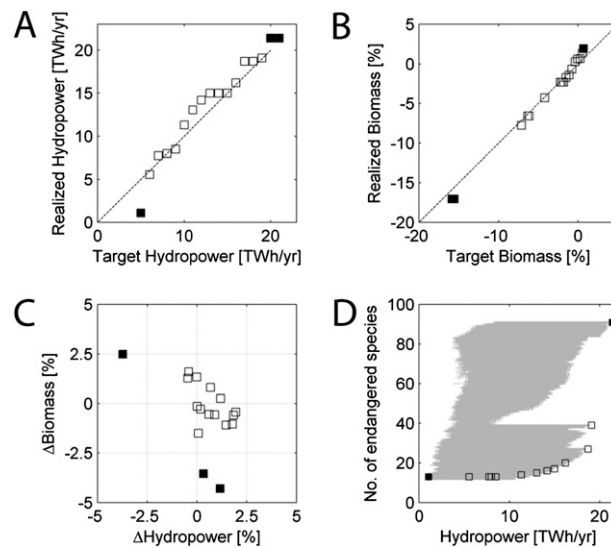 A
Realized Hydropower [TWh/yr]
20
15
10
5
0
0 10 20
Target Hydropower [TWh/yr]
B
Realized Biomass [%]
5
0
-5
-10
-15
-20
-20 -10 0
Target Biomass [%]
C
ΔBiomass [%]
5
2.5
0
-2.5
-5
-5 -2.5 0 2.5 5
ΔHydropower [%]
D
No. of endangered species
100
80
60
40
20
0
0 10 20
Hydropower [TWh/yr]